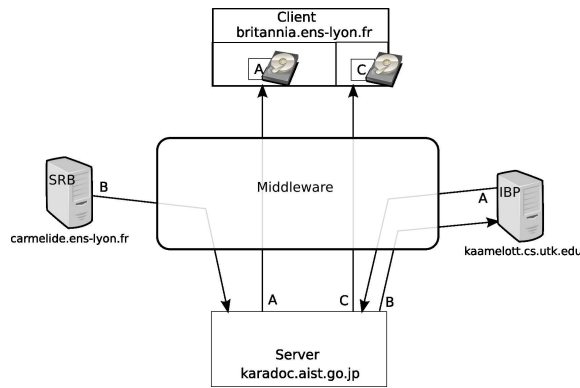 Client
britannia.ens-lyon.fr
A
C
SRB
B
Middleware
A
IBP
carmelide.ens-lyon.fr
kaamelott.cs.utk.edu
A
C
B
Server
karadoc.aist.go.jp